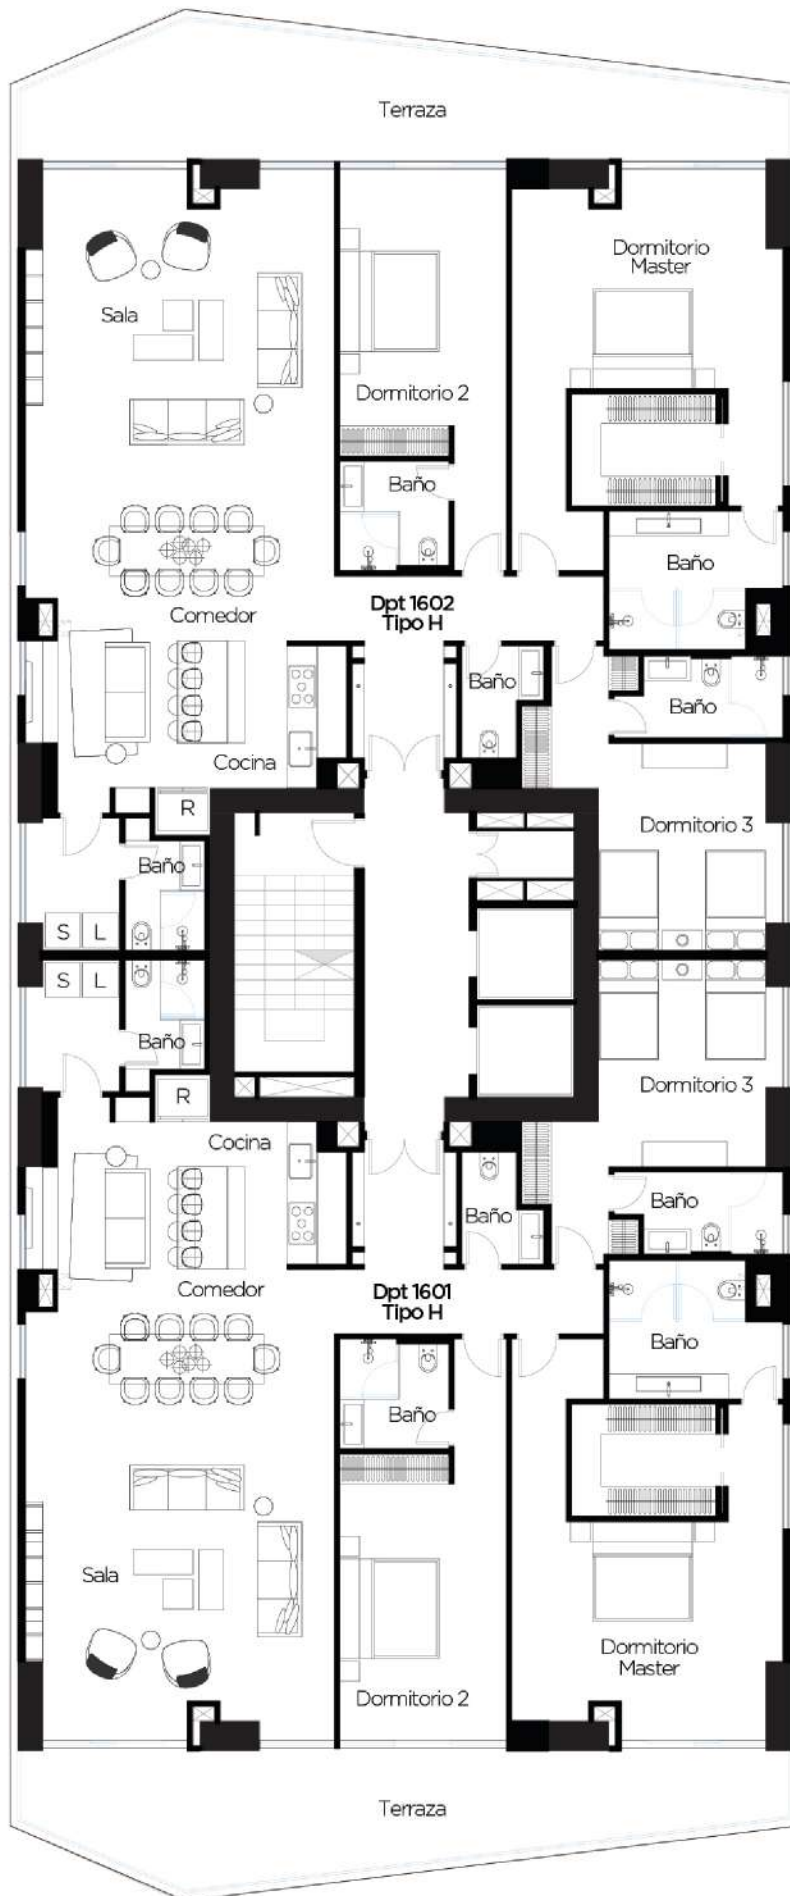 Terraza
Dormitorio
Master
Sala
Dormitorio 2
Baño
Baño
Dpt 1602
Tipo H
Comedor
Baño
Baño
Cocina
R
Dormitorio 3
Baño
S L
S L
Baño
Dormitorio 3
R
Cocina
Baño
Baño
Comedor
Dpt 1601
Tipo H
Baño
Baño
Sala
Dormitorio
Master
Dormitorio 2
Terraza